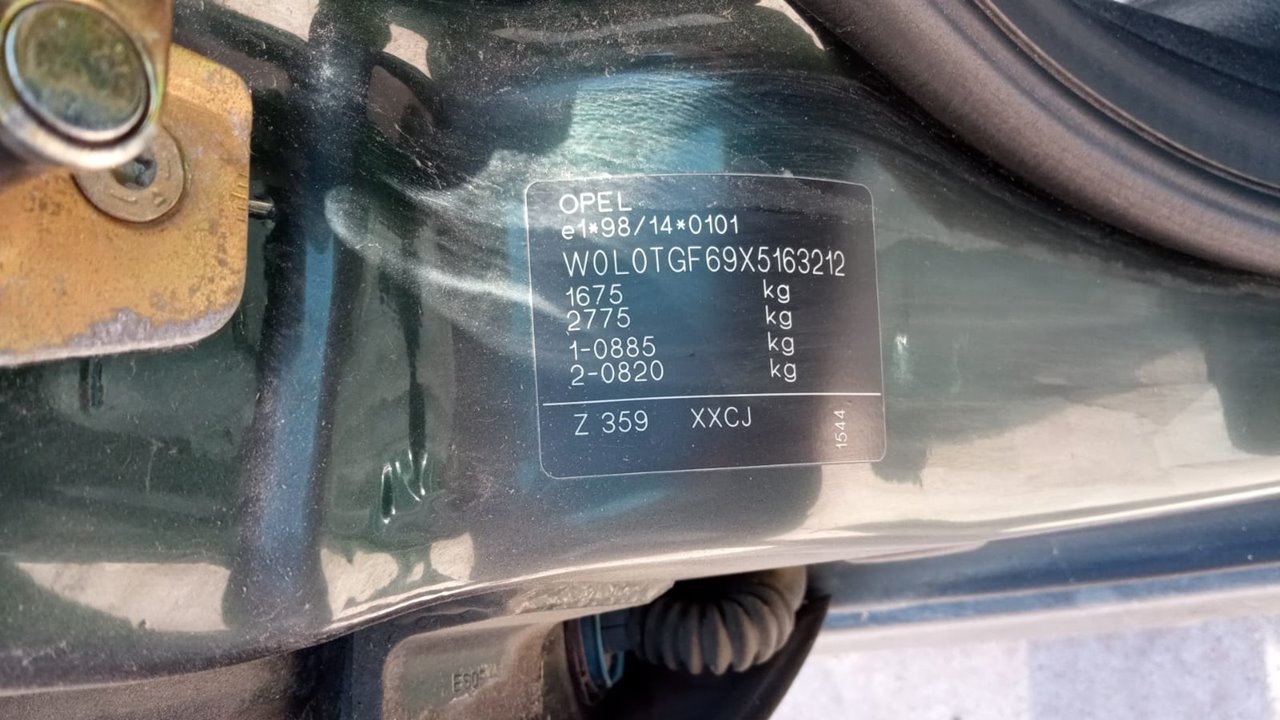 OPEL
e1*98/14*0101
W0L0TGF69X5163212
1675 kg
2775 kg
1-0885 kg
2-0820 kg
Z 359 XXCJ
1544